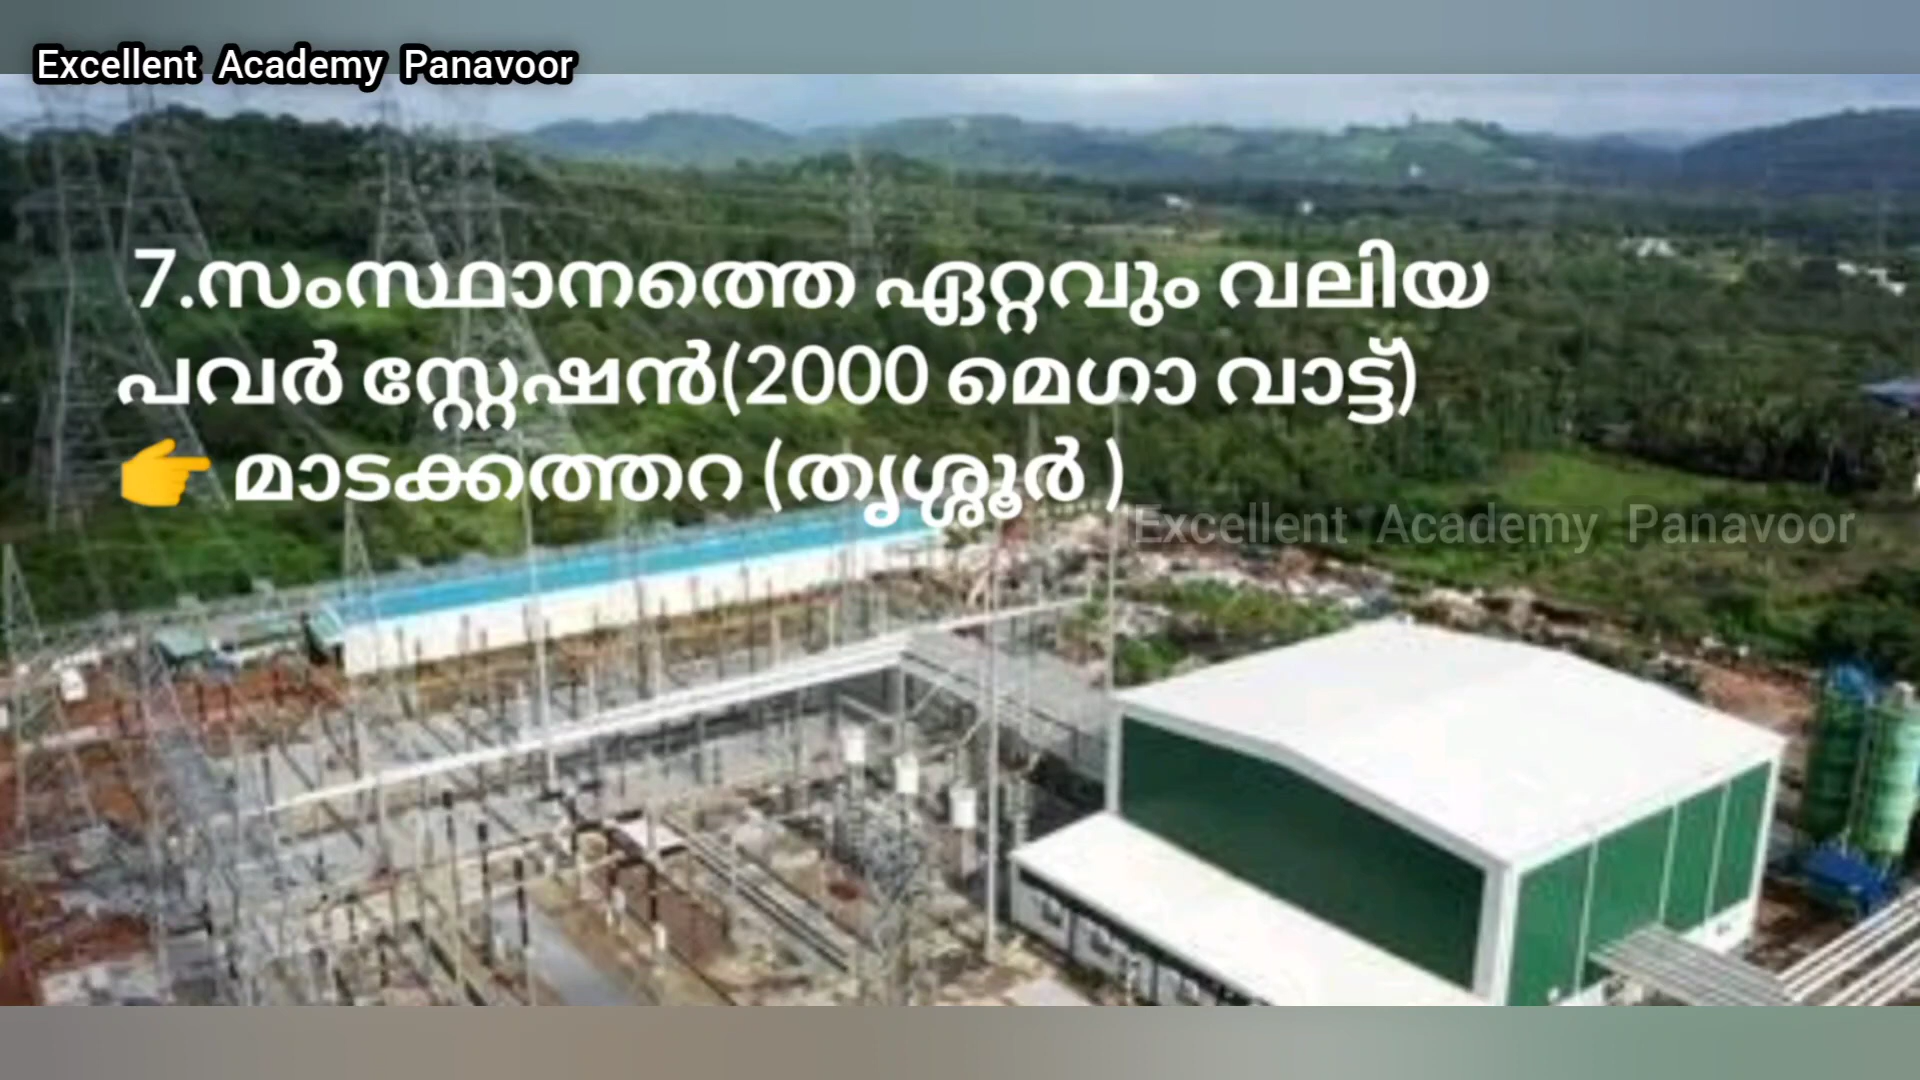 Excellent Academy Panavoor
7.സംസ്ഥാനത്തെ ഏറ്റവും വലിയ
പവർ സ്റ്റേഷൻ(2000 മെഗാ വാട്ട്)
👉 മാടക്കത്തറ (തൃശ്ശൂർ )
Excellent Academy Panavoor